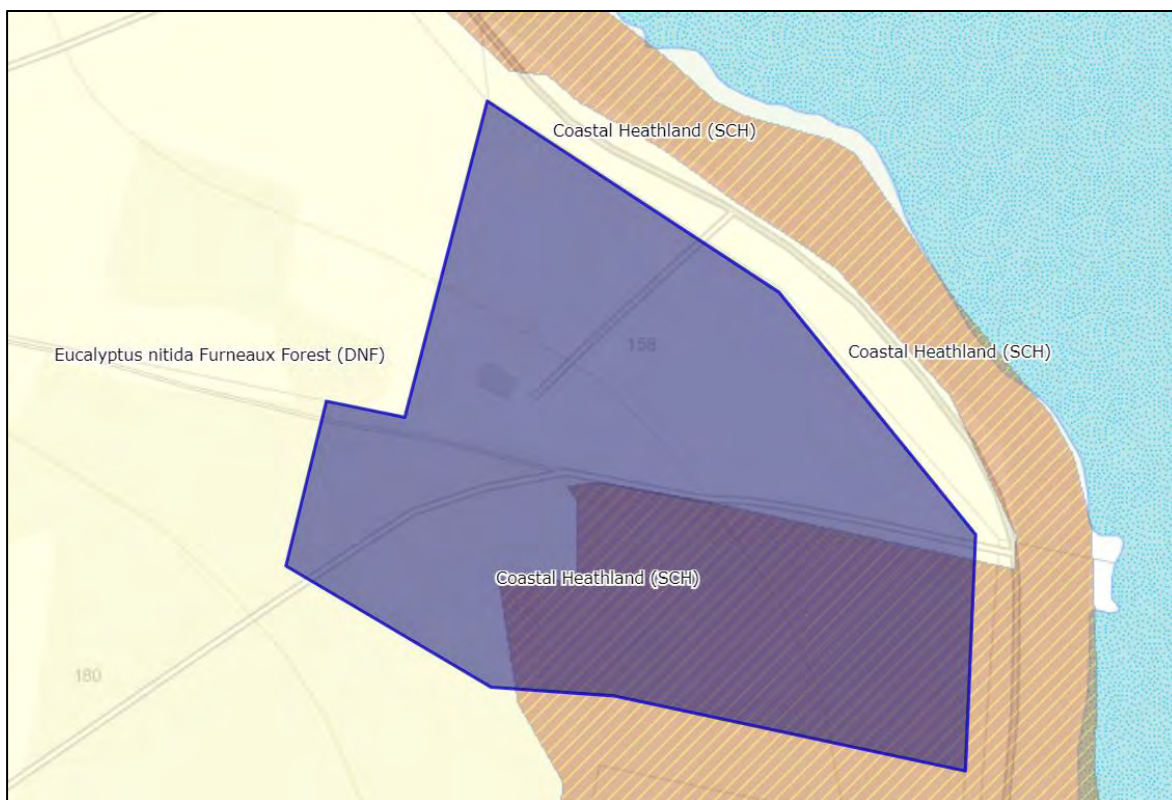 Coastal Heathland (SCH)
158
Coastal Heathland (SCH)
Eucalyptus nitida Furneaux Forest (DNF)
Coastal Heathland (SCH)
180